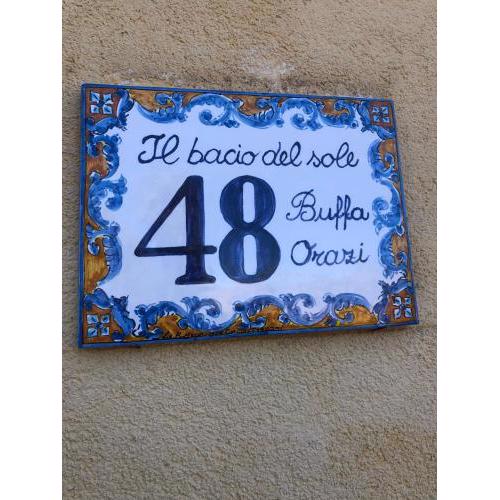 Il bacio del sole
48
Buffa
Orazi